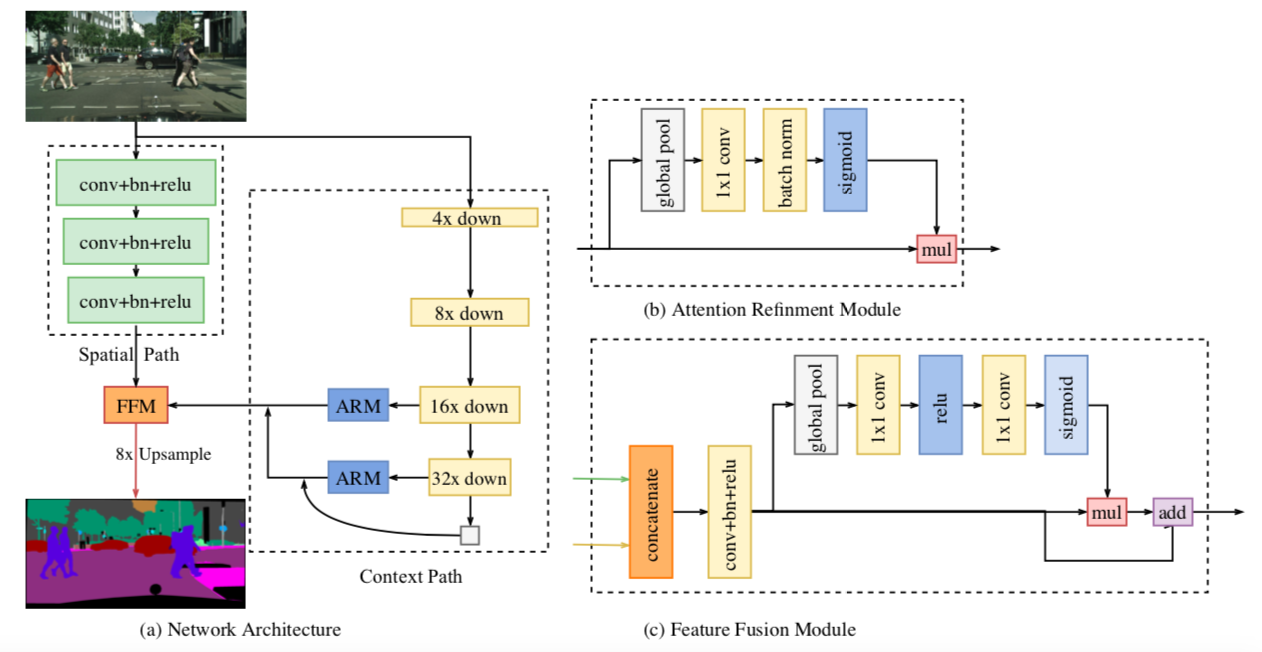 conv+bn+relu
conv+bn+relu
conv+bn+relu
Spatial Path
FFM
8x Upsample
4x down
8x down
16x down
ARM
32x down
ARM
Context Path
(a) Network Architecture
global pool
1x1 conv
batch norm
sigmoid
mul
(b) Attention Refinment Module
concatenate
conv+bn+relu
global pool
1x1 conv
relu
1x1 conv
sigmoid
mul
add
(c) Feature Fusion Module